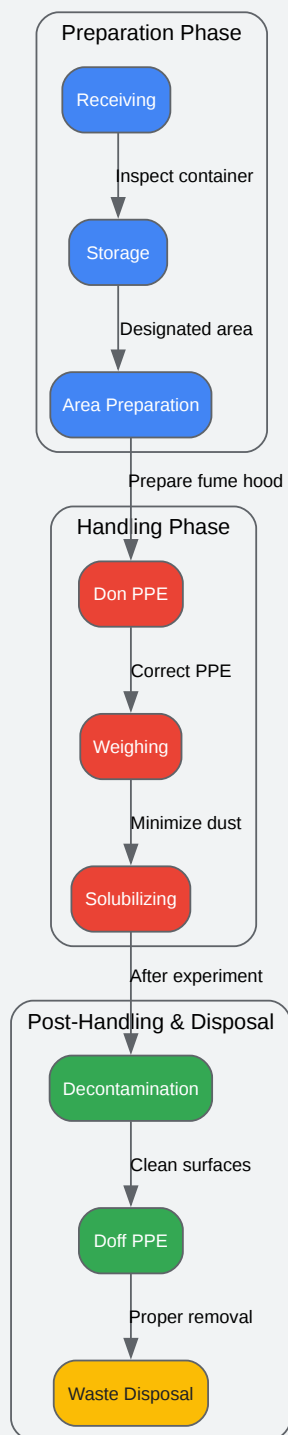 Preparation Phase
Receiving
Inspect container
Storage
Designated area
Area Preparation
Prepare fume hood
Handling Phase
Don PPE
Correct PPE
Weighing
Minimize dust
Solubilizing
After experiment
Post-Handling & Disposal
Decontamination
Clean surfaces
Doff PPE
Proper removal
Waste Disposal